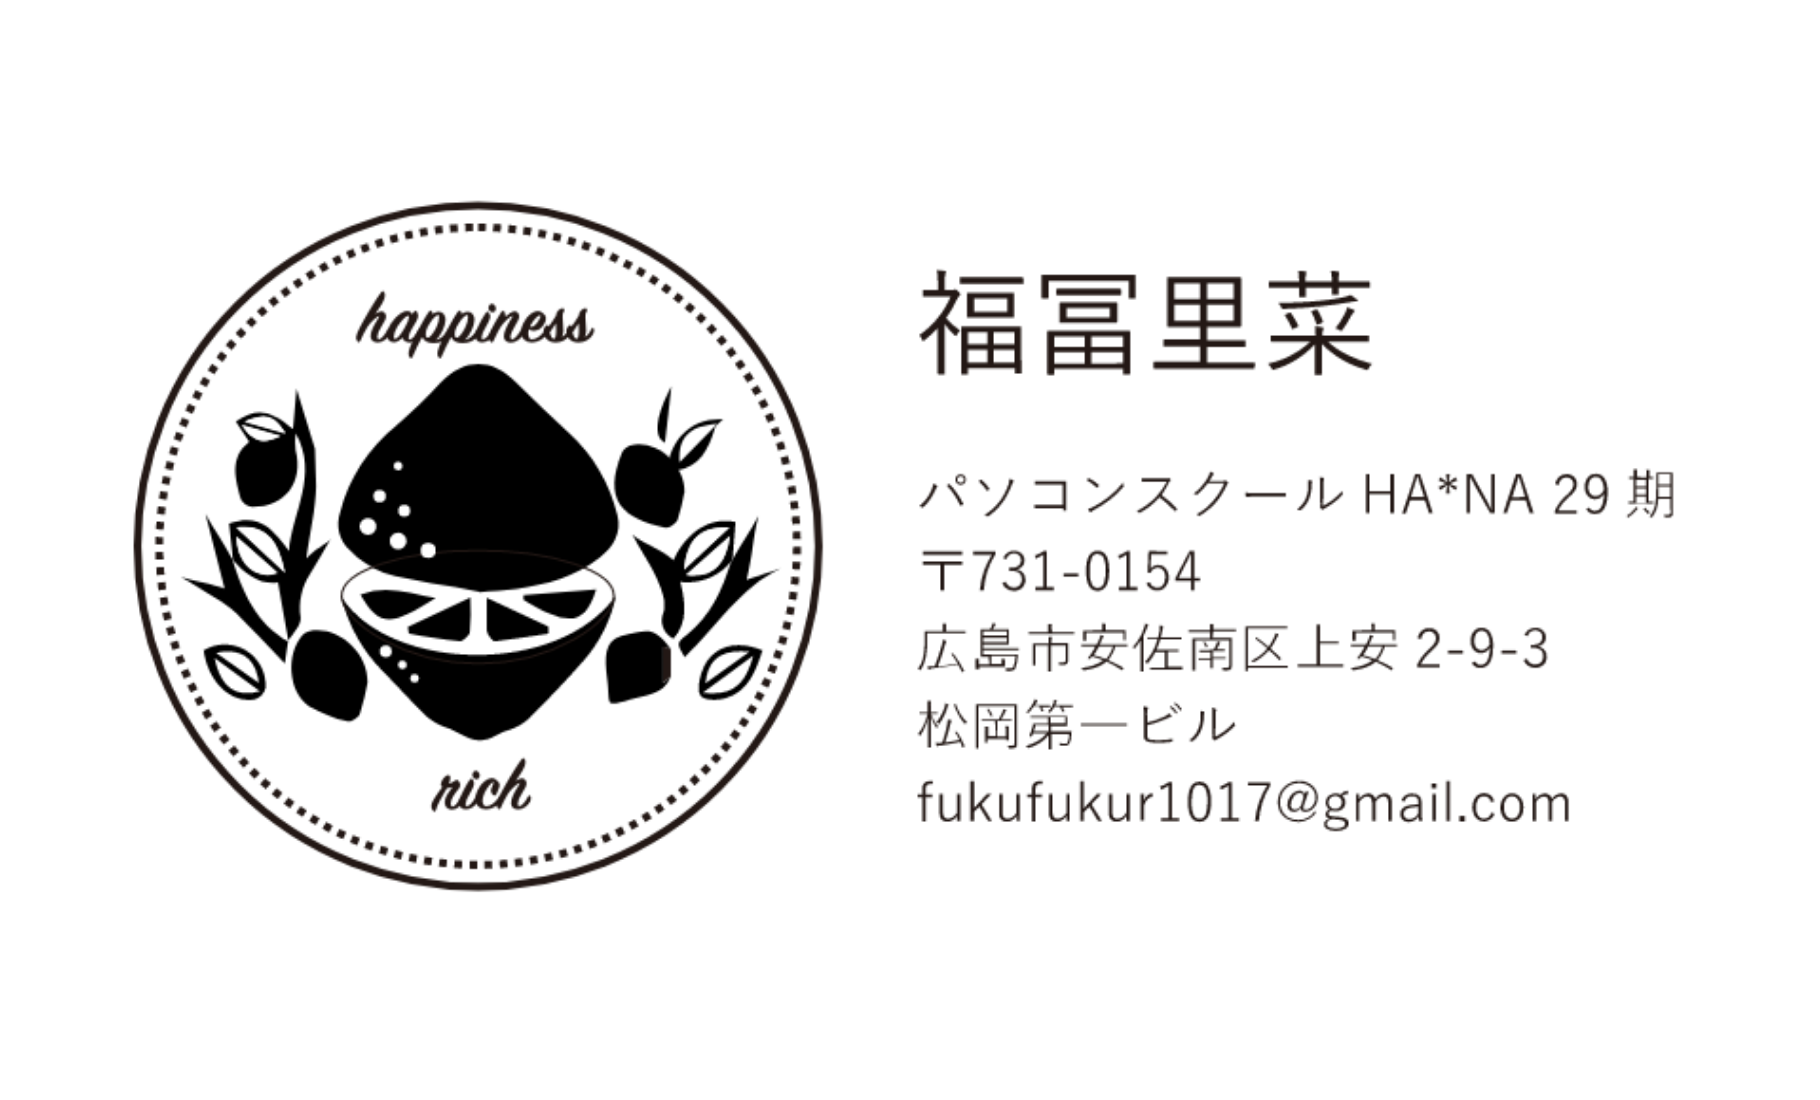 happiness
rich
福冨里菜
パソコンスクール HA*NA 29 期
〒731-0154
広島市安佐南区上安 2-9-3
松岡第一ビル
fukufukur1017@gmail.com